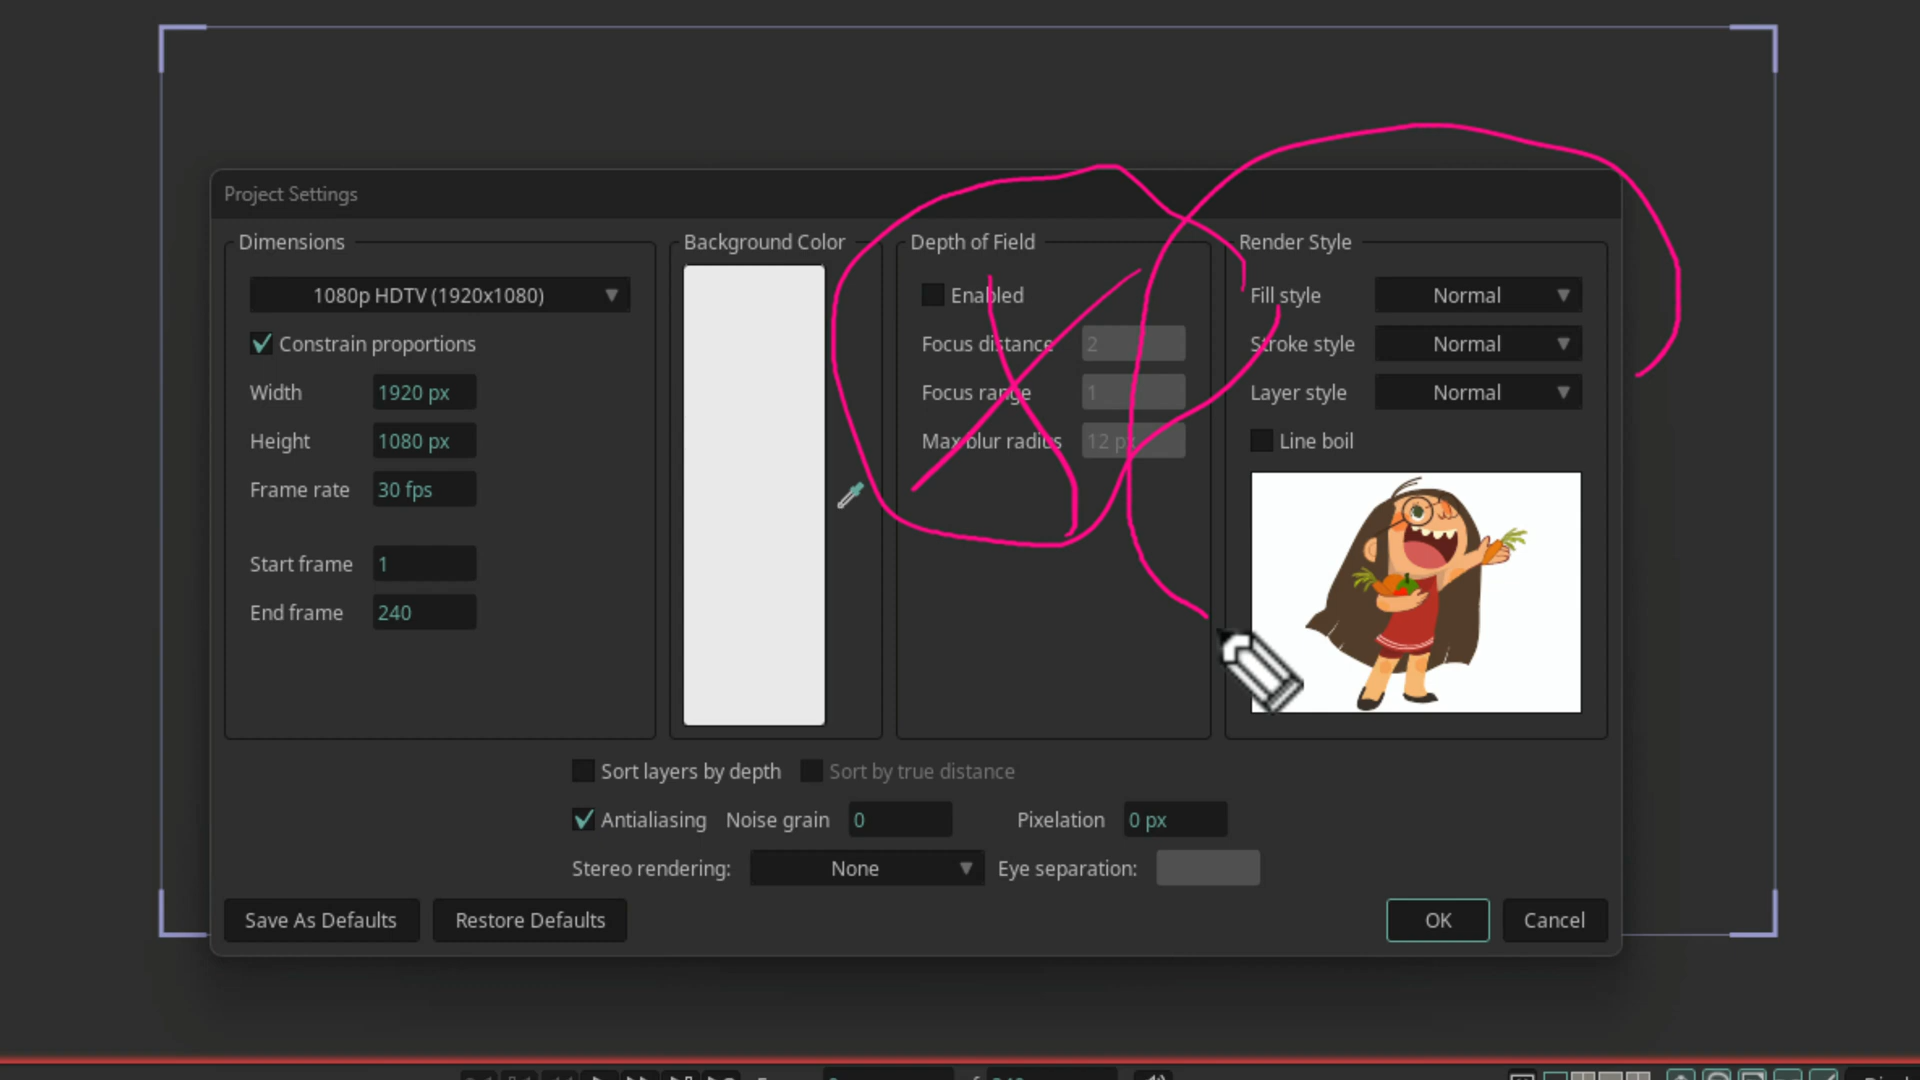 Project Settings
Dimensions
1080p HDTV (1920x1080)
Constrain proportions
Width 1920 px
Height 1080 px
Frame rate 30 fps
Start frame 1
End frame 240
Background Color
Depth of Field
Enabled
Focus distance 2
Focus range 1
Max blur radius 12 px
Render Style
Fill style Normal
Stroke style Normal
Layer style Normal
Line boil
Sort layers by depth Sort by true distance
Antialiasing Noise grain 0 Pixelation 0 px
Stereo rendering: None Eye separation:
Save As Defaults Restore Defaults OK Cancel